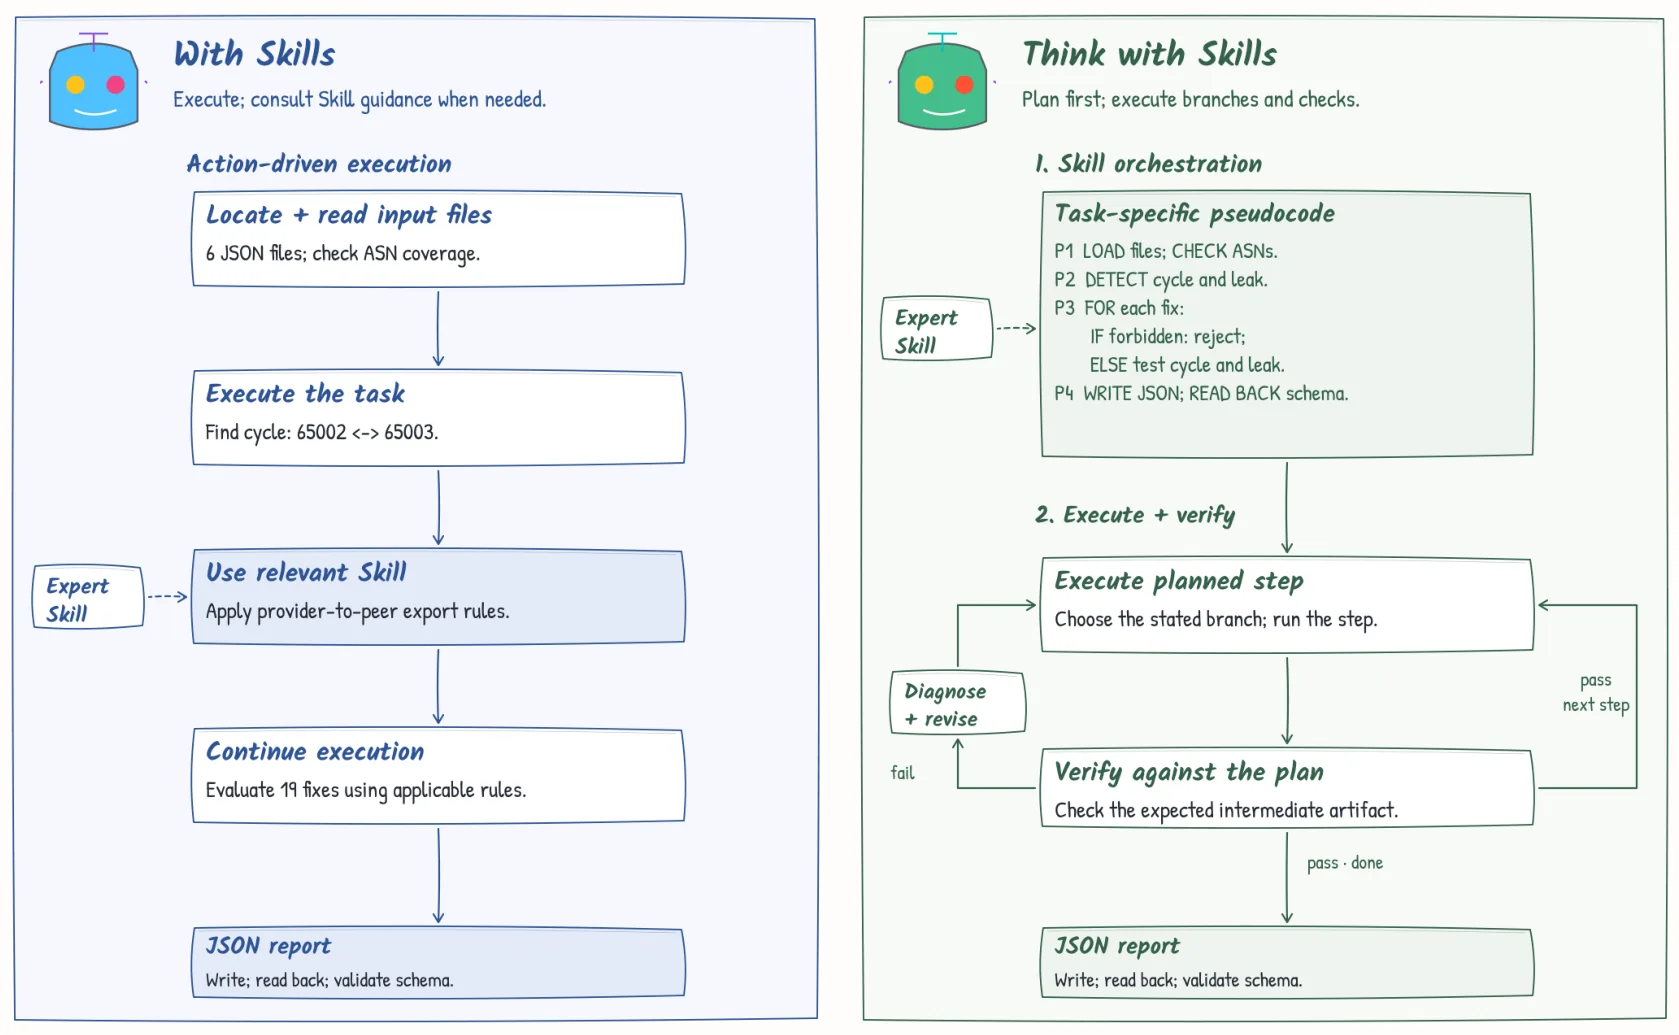 With Skills
Execute; consult Skill guidance when needed.
Action-driven execution
Locate + read input files
6 JSON files; check ASN coverage.
Execute the task
Find cycle: 65002 <-> 65003.
Expert
Skill
Use relevant Skill
Apply provider-to-peer export rules.
Continue execution
Evaluate 19 fixes using applicable rules.
JSON report
Write; read back; validate schema.
Think with Skills
Plan first; execute branches and checks.
1. Skill orchestration
Expert
Skill
Task-specific pseudocode
P1 LOAD files; CHECK ASNs.
P2 DETECT cycle and leak.
P3 FOR each fix:
IF forbidden: reject;
ELSE test cycle and leak.
P4 WRITE JSON; READ BACK schema.
2. Execute + verify
Execute planned step
Choose the stated branch; run the step.
Diagnose
+ revise
pass
next step
fail
Verify against the plan
Check the expected intermediate artifact.
pass · done
JSON report
Write; read back; validate schema.